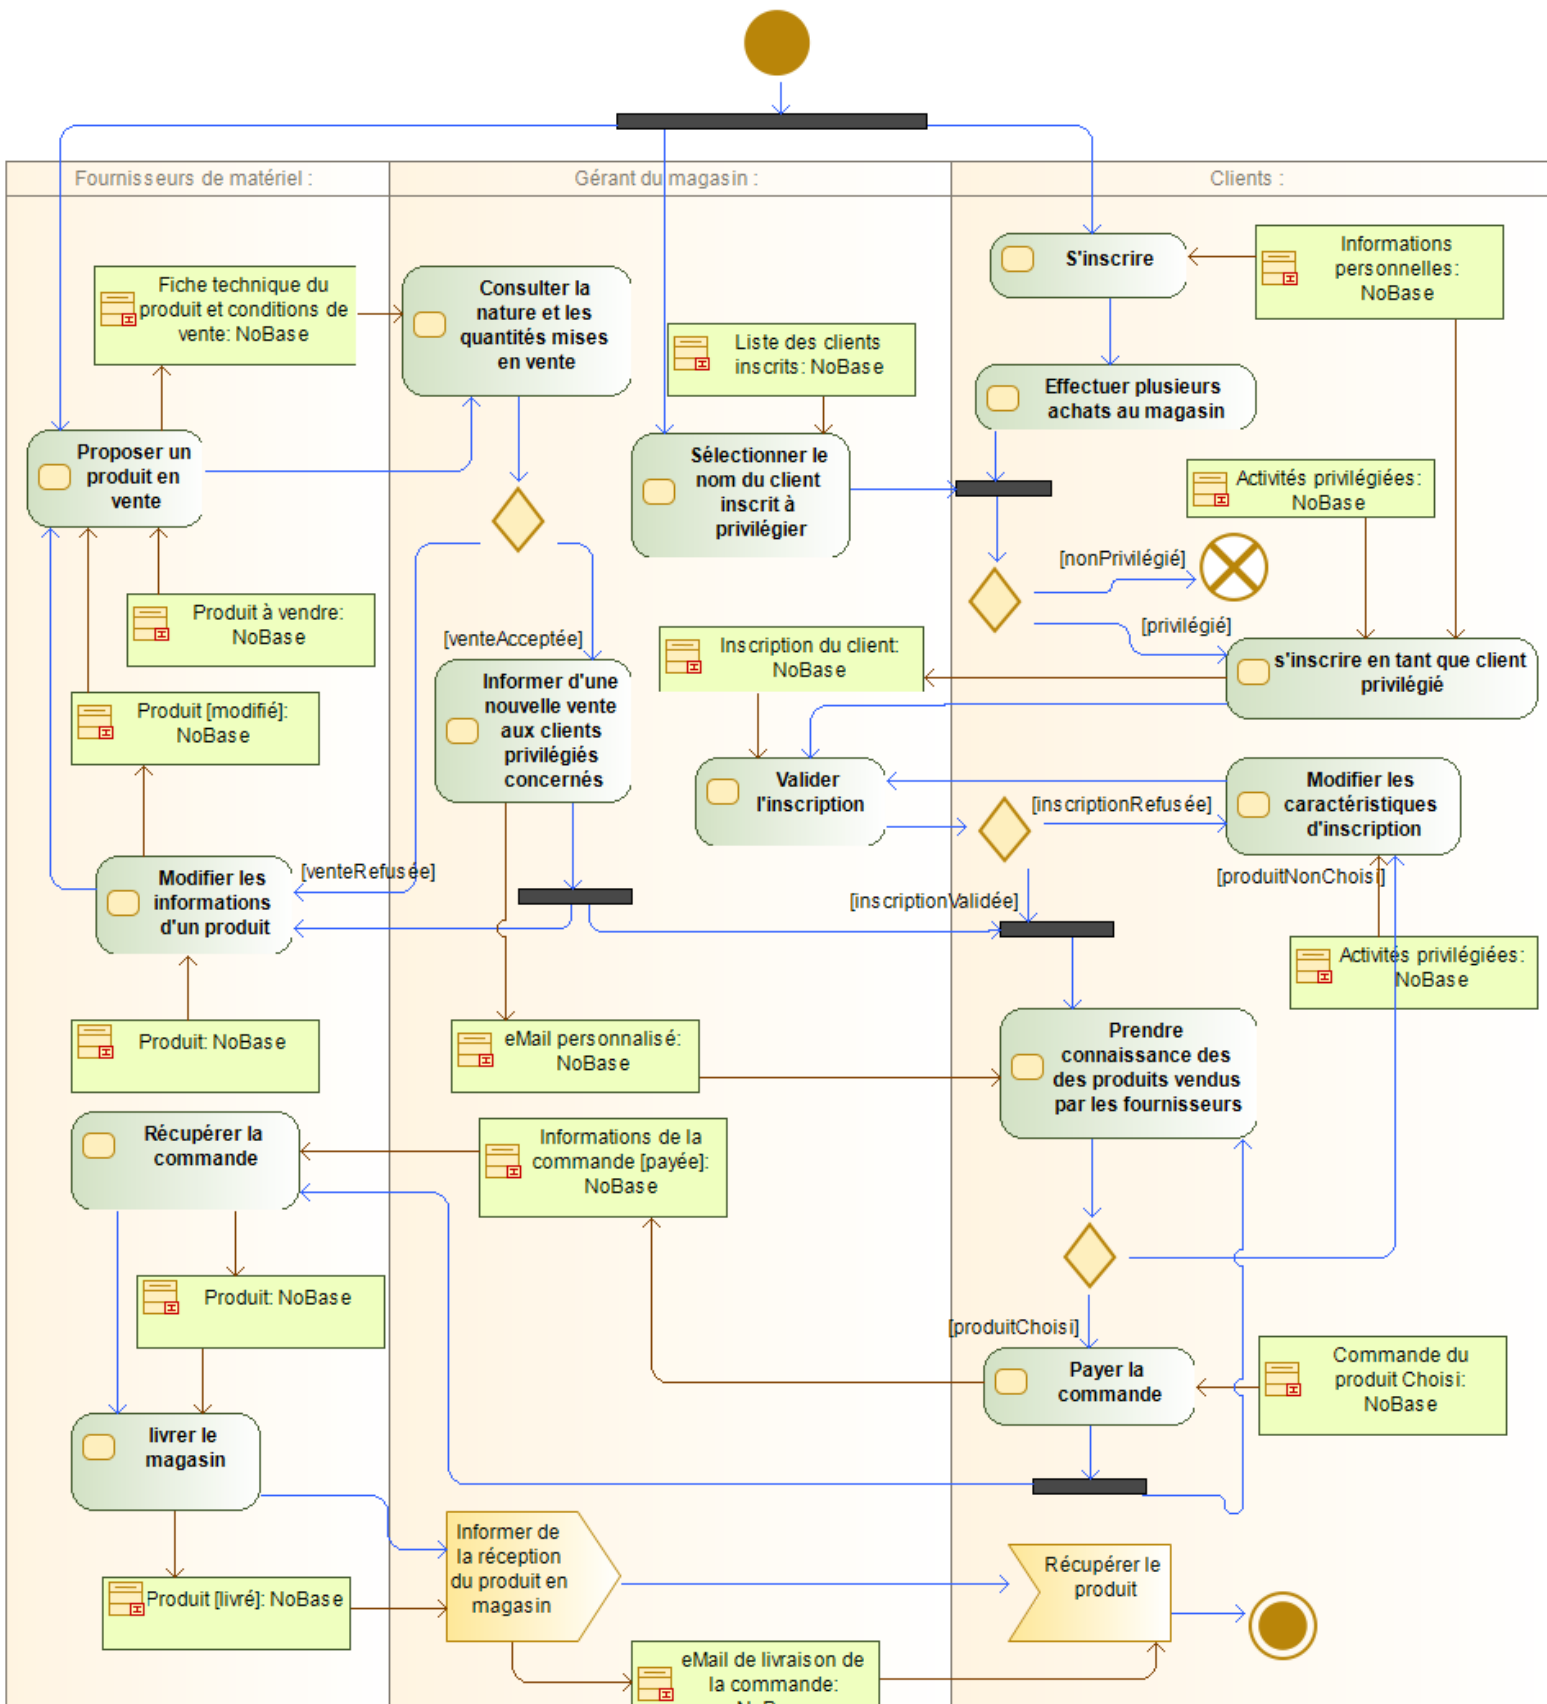 Fournisseurs de matériel :
Gérant du magasin :
Clients :
S'inscrire
Informations
personnelles:
NoBase
Fiche technique du
produit et conditions de
vente: NoBase
Consulter la
nature et les
quantités mises
en vente
Liste des clients
inscrits: NoBase
Effectuer plusieurs
achats au magasin
Proposer un
produit en
vente
Sélectionner le
nom du client
inscrit à
privilégier
Activités privilégiées:
NoBase
[nonPrivilégié]
[privilégié]
Produit à vendre:
NoBase
[venteAcceptée]
Inscription du client:
NoBase
s'inscrire en tant que client
privilégié
Produit [modifié]:
NoBase
Informer d'une
nouvelle vente
aux clients
privilégiés
concernés
Valider
l'inscription
[inscriptionRefusée]
Modifier les
caractéristiques
d'inscription
[venteRefusée]
Modifier les
informations
d'un produit
[inscriptionValidée]
[produitNonChoisi]
Activités privilégiées:
NoBase
Produit: NoBase
eMail personnalisé:
NoBase
Prendre
connaissance des
des produits vendus
par les fournisseurs
Récupérer la
commande
Informations de la
commande [payée]:
NoBase
Produit: NoBase
[produitChoisi]
Payer la
commande
Commande du
produit Choisi:
NoBase
livrer le
magasin
Informer de
la réception
du produit en
magasin
Récupérer le
produit
Produit [livré]: NoBase
eMail de livraison de
la commande: